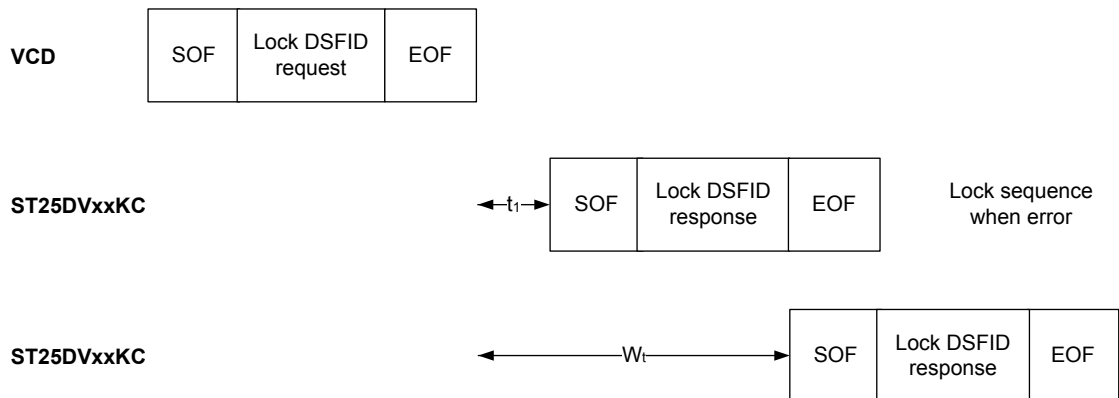 VCD
SOF
Lock DSFID
request
EOF
ST25DVxxKC
t1
SOF
Lock DSFID
response
EOF
Lock sequence
when error
ST25DVxxKC
Wt
SOF
Lock DSFID
response
EOF